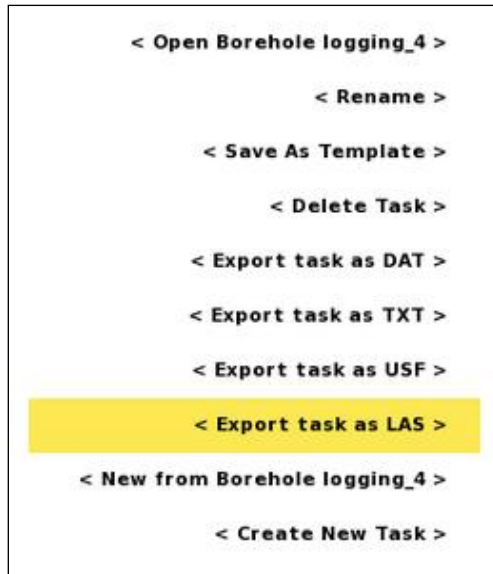 < Open Borehole logging_4 >
< Rename >
< Save As Template >
< Delete Task >
< Export task as DAT >
< Export task as TXT >
< Export task as USF >
< Export task as LAS >
< New from Borehole logging_4 >
< Create New Task >